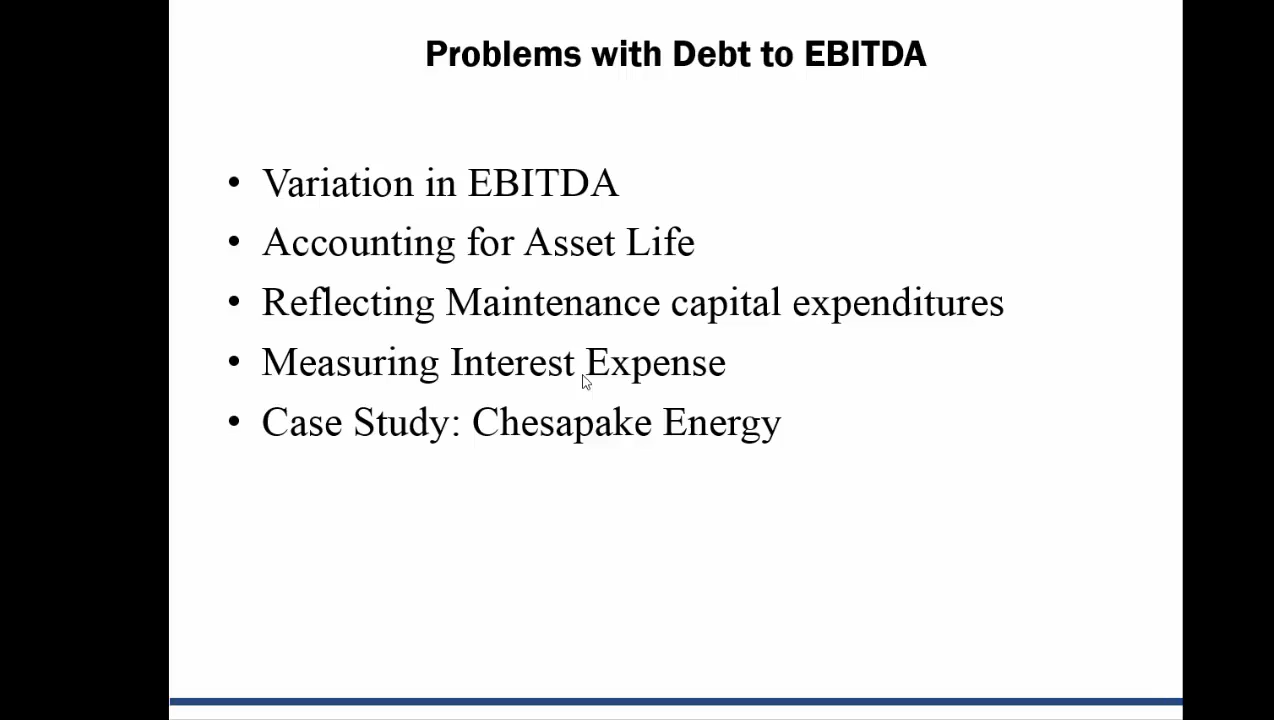 Problems with Debt to EBITDA
• Variation in EBITDA
• Accounting for Asset Life
• Reflecting Maintenance capital expenditures
• Measuring Interest Expense
• Case Study: Chesapake Energy